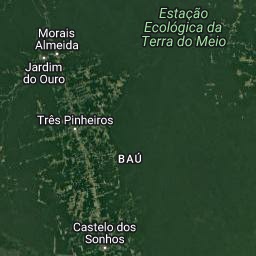 Estação
Ecológica da
Terra do Meio
Morais
Almeida
Jardim
do Ouro
Três Pinheiros
BAÚ
Castelo dos
Sonhos